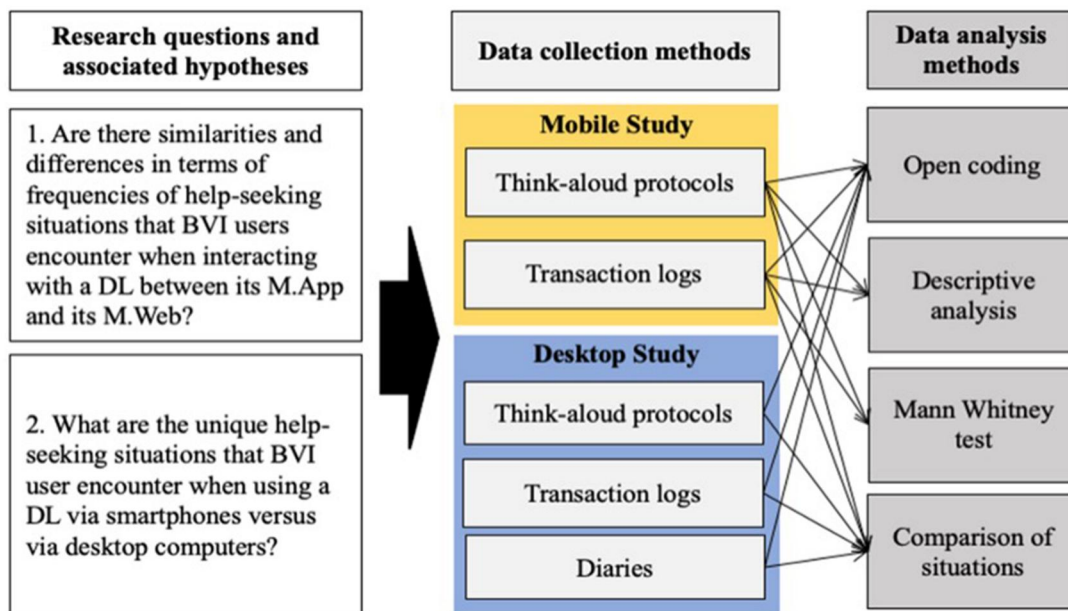 Research questions and
associated hypotheses
1. Are there similarities and
differences in terms of
frequencies of help-seeking
situations that BVI users
encounter when interacting
with a DL between its M.App
and its M.Web?
2. What are the unique help-
seeking situations that BVI
user encounter when using a
DL via smartphones versus
via desktop computers?
Data collection methods
Mobile Study
Think-aloud protocols
Transaction logs
Desktop Study
Think-aloud protocols
Transaction logs
Diaries
Data analysis
methods
Open coding
Descriptive
analysis
Mann Whitney
test
Comparison of
situations